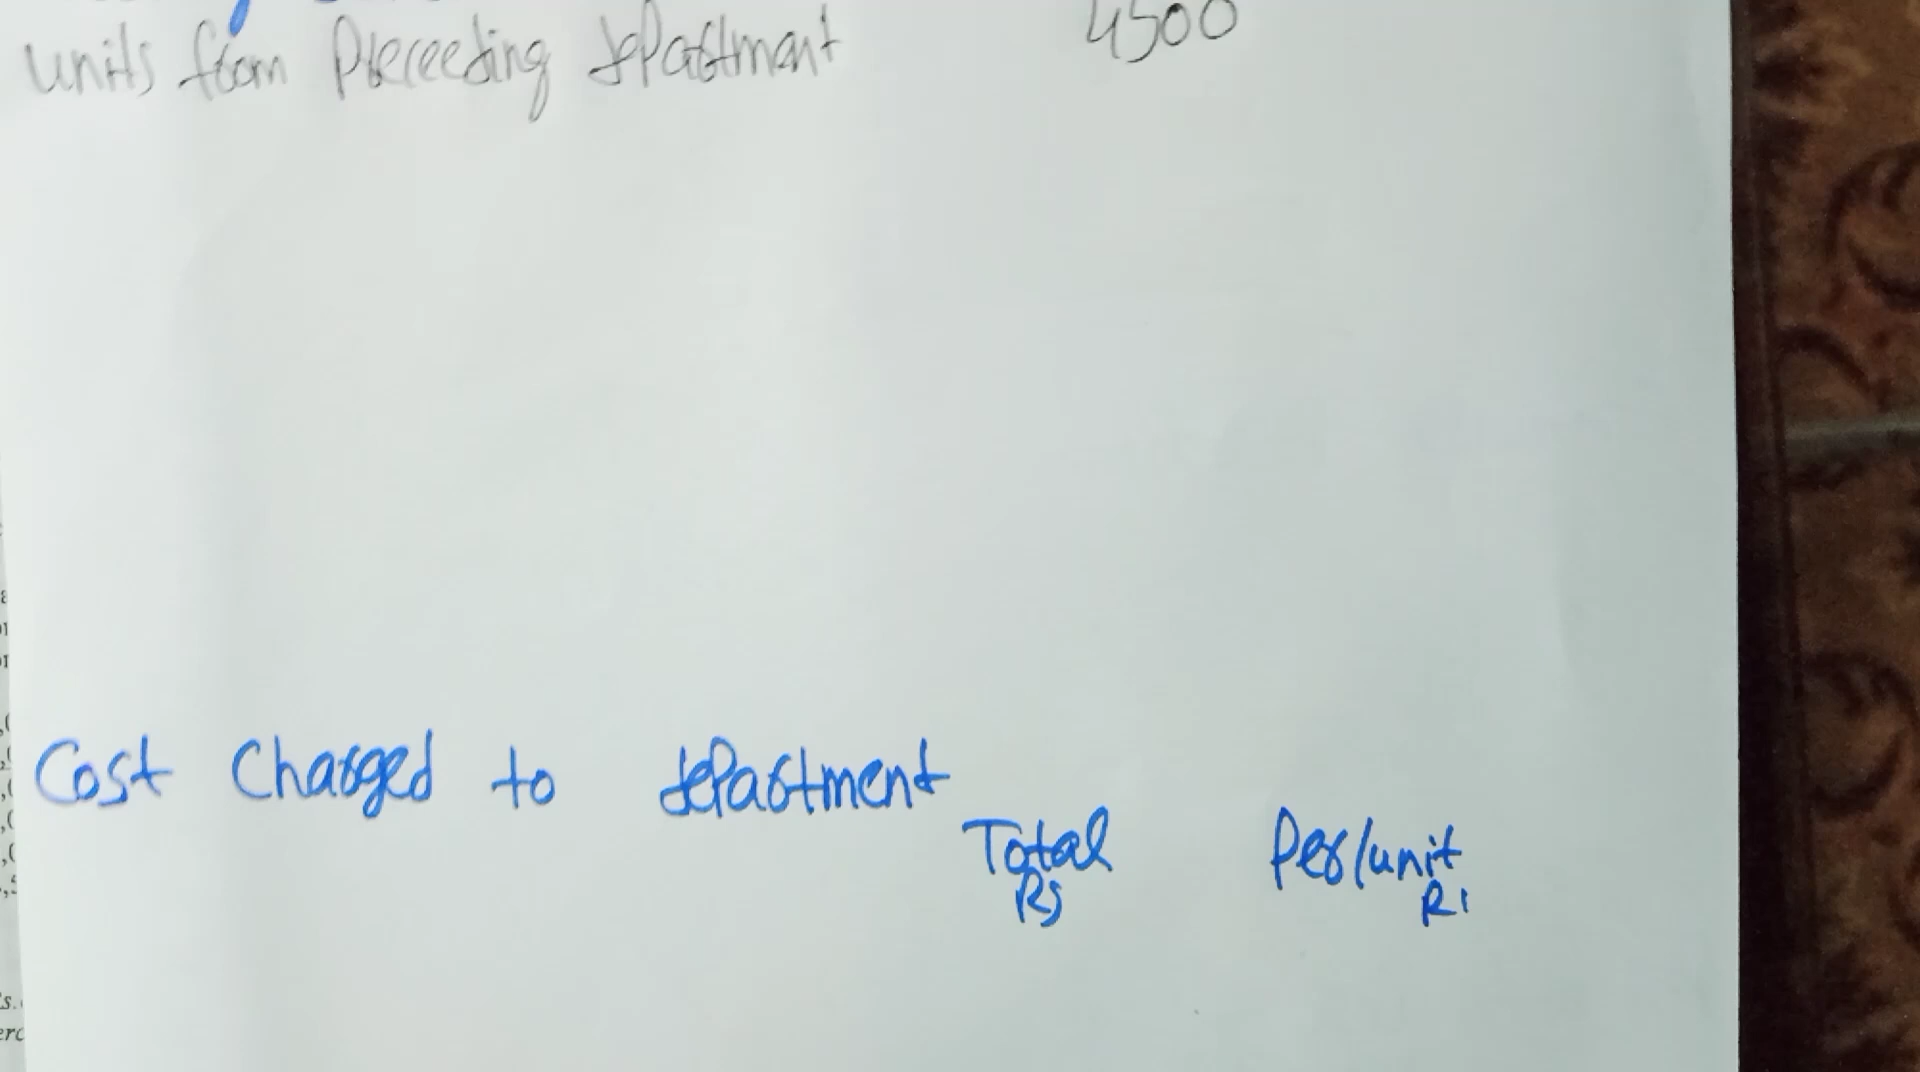 units from Preceeding dePartment 4500
Cost Charged to dePartment
Total Per/unit
Rs Rs